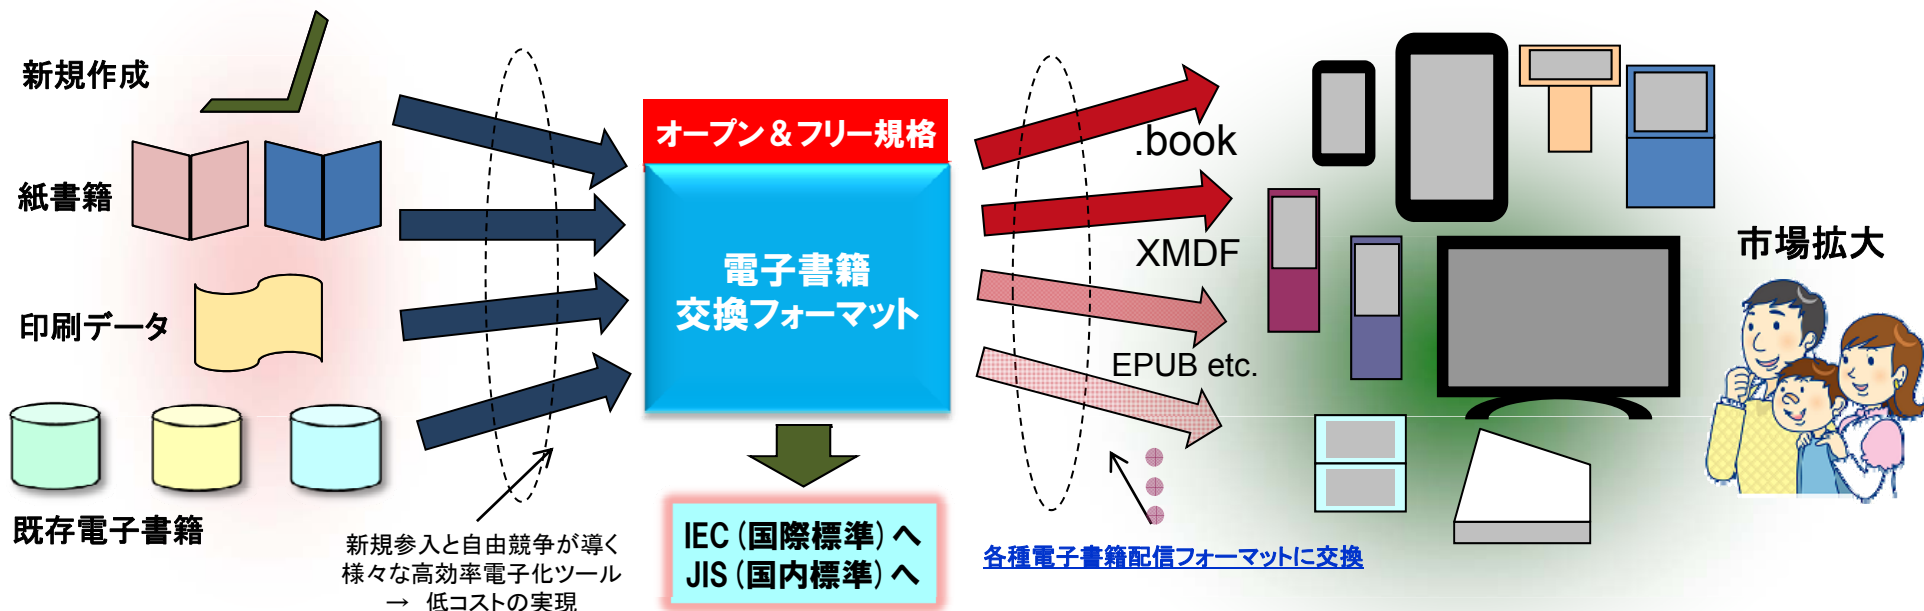 新規作成
紙書籍
印刷データ
既存電子書籍
新規参入と自由競争が導く
様々な高効率電子化ツール
→ 低コストの実現
オープン＆フリー規格
電子書籍
交換フォーマット
IEC（国際標準）へ
JIS（国内標準）へ
.book
XMDF
EPUB etc.
各種電子書籍配信フォーマットに交換
市場拡大